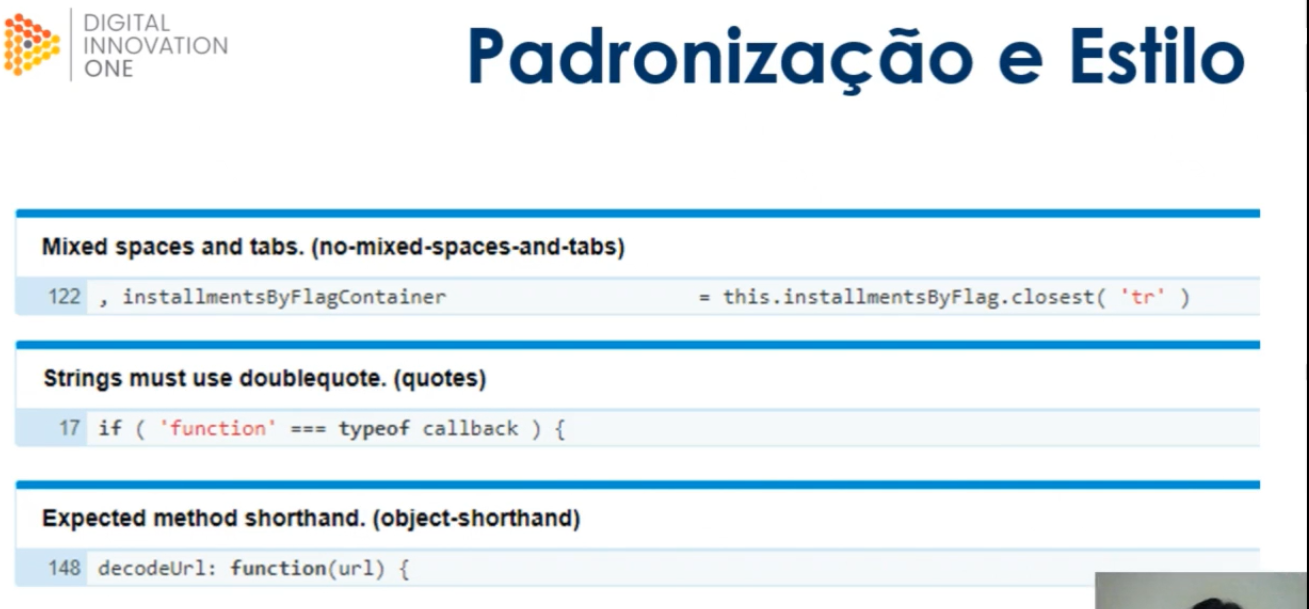 DIGITAL
INNOVATION
ONE
Padronização e Estilo
Mixed spaces and tabs. (no-mixed-spaces-and-tabs)
122 , installmentsByFlagContainer = this.installmentsByFlag.closest( 'tr' )
Strings must use doublequote. (quotes)
17 if ( 'function' === typeof callback ) {
Expected method shorthand. (object-shorthand)
148 decodeUrl: function(url) {